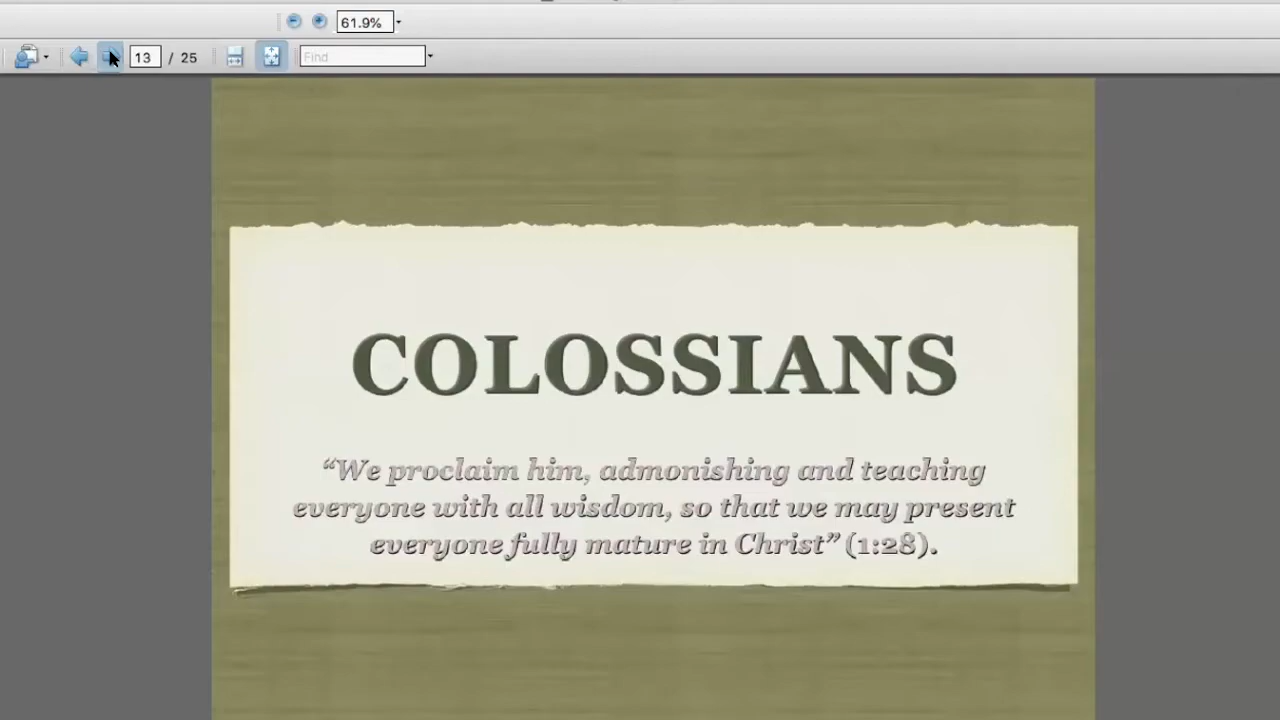 61.9%
13 / 25
Find
COLOSSIANS
“We proclaim him, admonishing and teaching
everyone with all wisdom, so that we may present
everyone fully mature in Christ” (1:28).